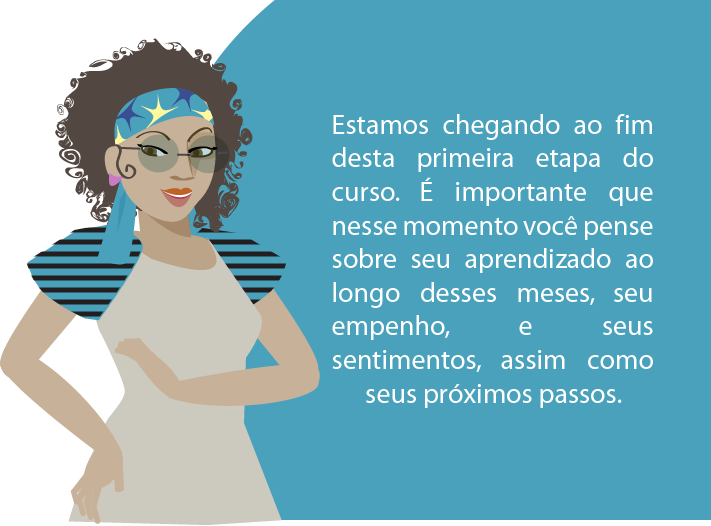 Estamos chegando ao fim
desta primeira etapa do
curso. É importante que
nesse momento você pense
sobre seu aprendizado ao
longo desses meses, seu
empenho, e seus
sentimentos, assim como
seus próximos passos.